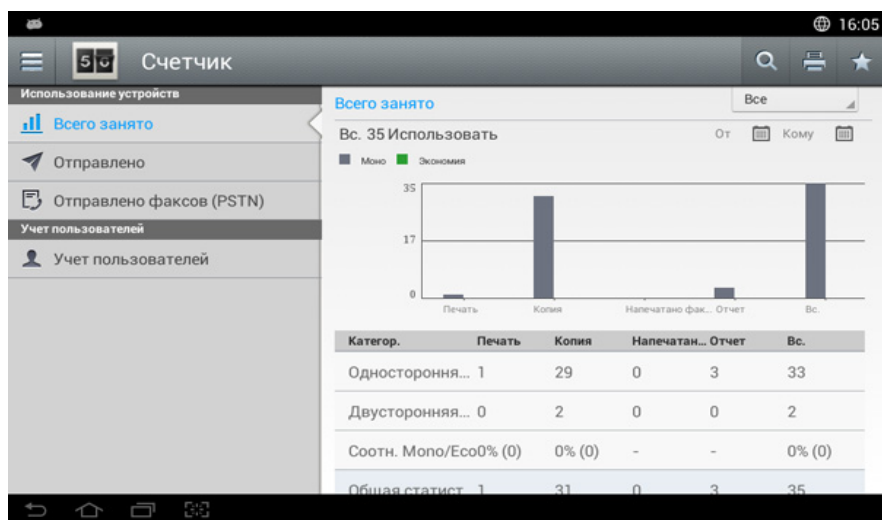 16:05
50 Счетчик
Использование устройств
Всего занято
Отправлено
Отправлено факсов (PSTN)
Учет пользователей
Учет пользователей
Всего занято
Все
Вс. 35 Использовать
От
Кому
Моно Экономия
35
17
0
Печать Копия Напечатано фак... Отчет Вс.
Категор. Печать Копия Напечатан... Отчет Вс.
Одностороння... 1 29 0 3 33
Двусторонняя... 0 2 0 0 2
Соотн. Mono/Eco 0% (0) 0% (0) - - 0% (0)
Общая статист 1 31 0 3 35